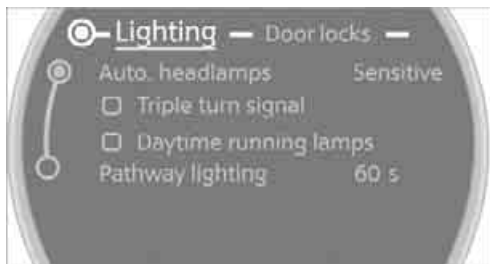 Lighting — Door locks —
Auto. headlamps Sensitive
Triple turn signal
Daytime running lamps
Pathway lighting 60 s